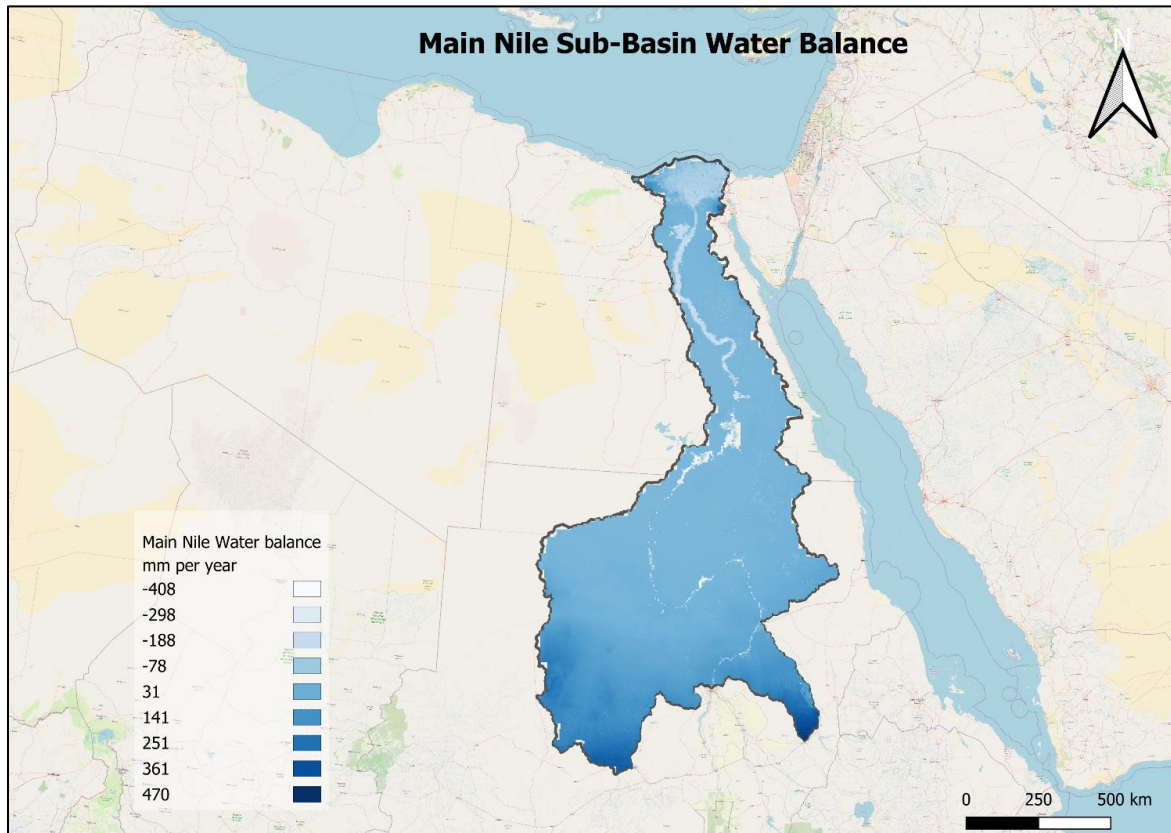 Main Nile Sub-Basin Water Balance
N
Main Nile Water balance
mm per year
-408
-298
-188
-78
31
141
251
361
470
0 250 500 km